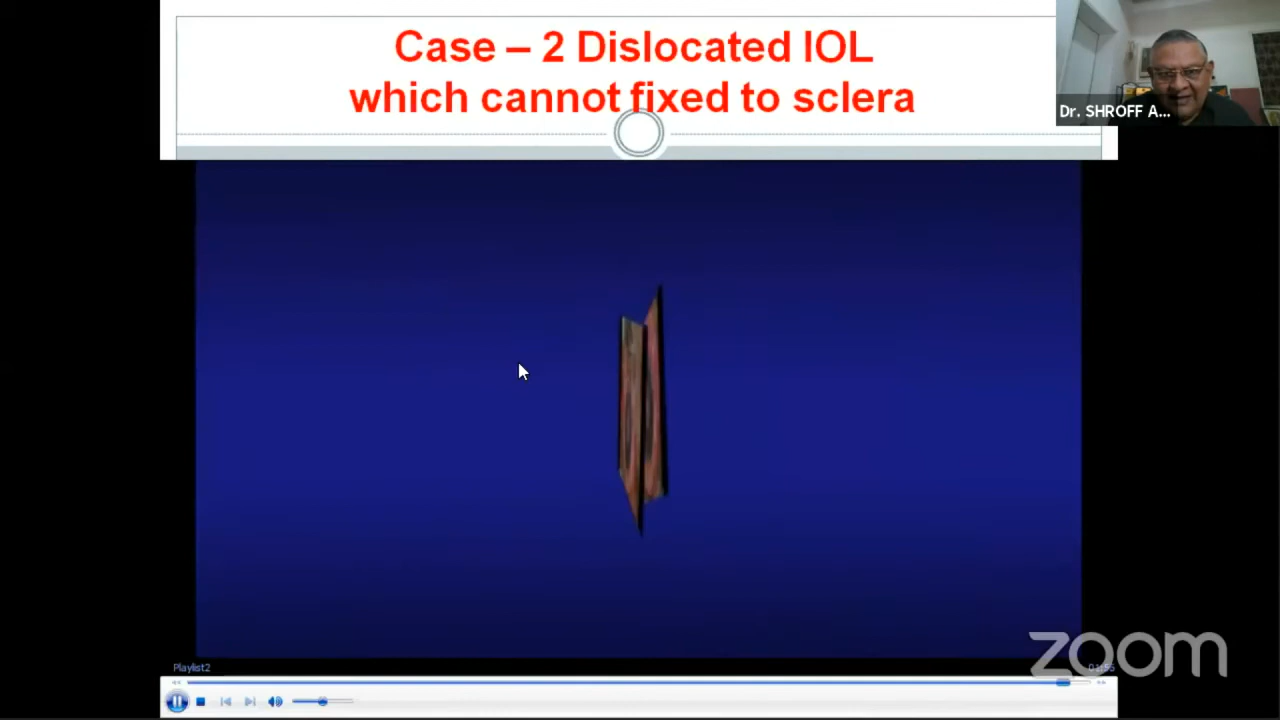 Case – 2 Dislocated IOL
which cannot fixed to sclera
Dr. SHROFF A...
Playlist2
zoom